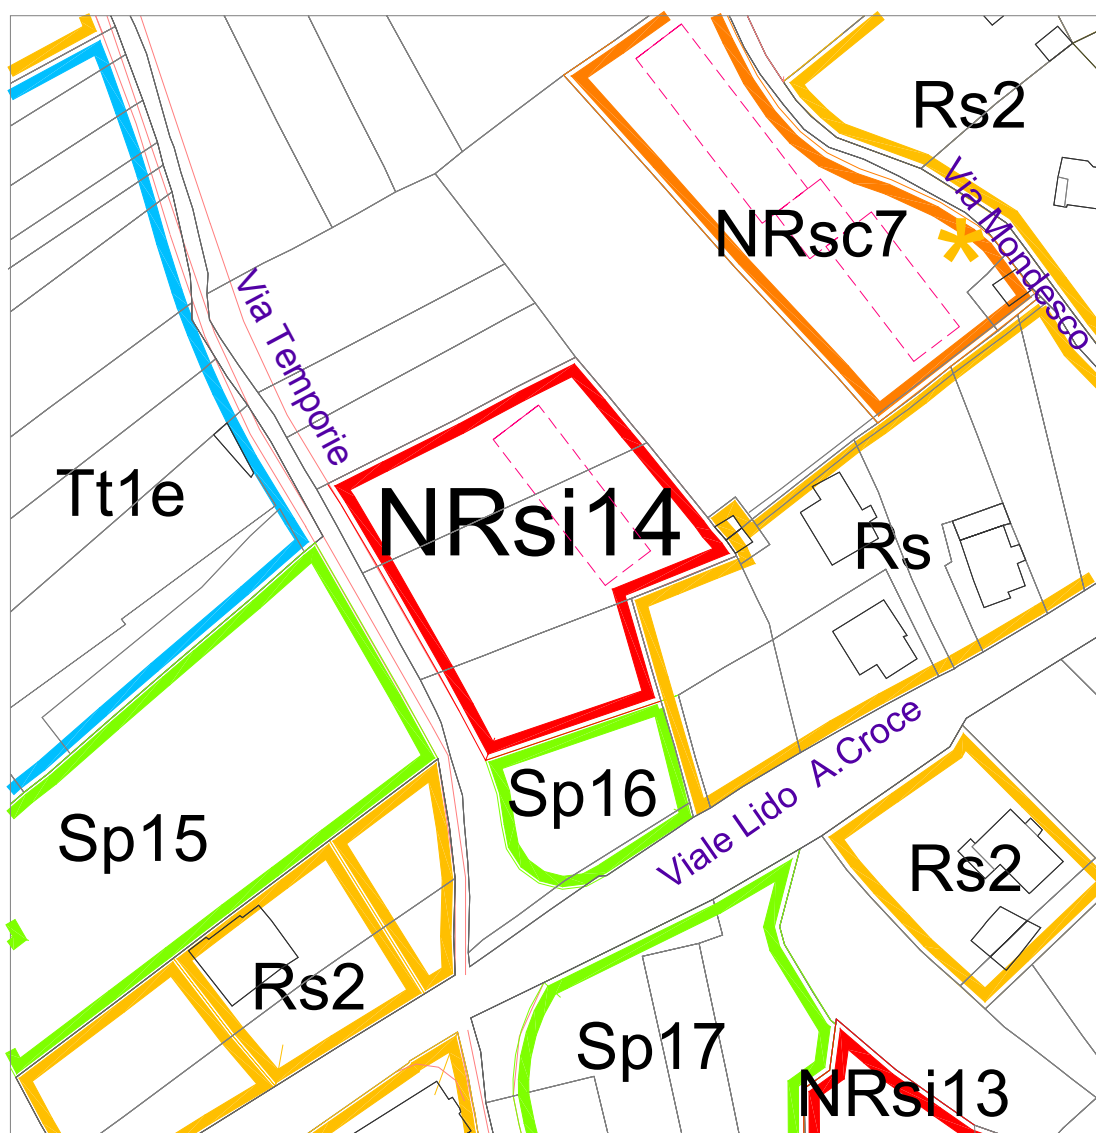 Rs2
Via Mondesco
NRsc7
*
Via Temporie
Tt1e
NRsi14
Rs
Sp16
Viale Lido A.Croce
Sp15
Rs2
Rs2
Sp17
NRsi13